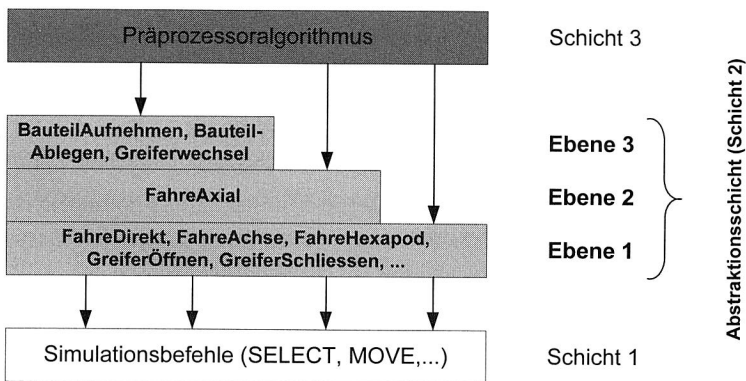 Präprozessoralgorithmus
Schicht 3
BauteilAufnehmen, Bauteil-
Ablegen, Greiferwechsel
Ebene 3
FahreAxial
Ebene 2
FahreDirekt, FahreAchse, FahreHexapod,
GreiferÖffnen, GreiferSchliessen, ...
Ebene 1
Abstraktionsschicht (Schicht 2)
Simulationsbefehle (SELECT, MOVE,...)
Schicht 1